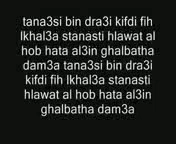 tana3si bin dra3i kifdi fih
lkhal3a stanasti hlawat al
hob hata al3in ghalbatha
dam3a tana3si bin dra3i
kifdi fih lkhal3a stanasti
hlawat al hob hata al3in
ghalbatha dam3a